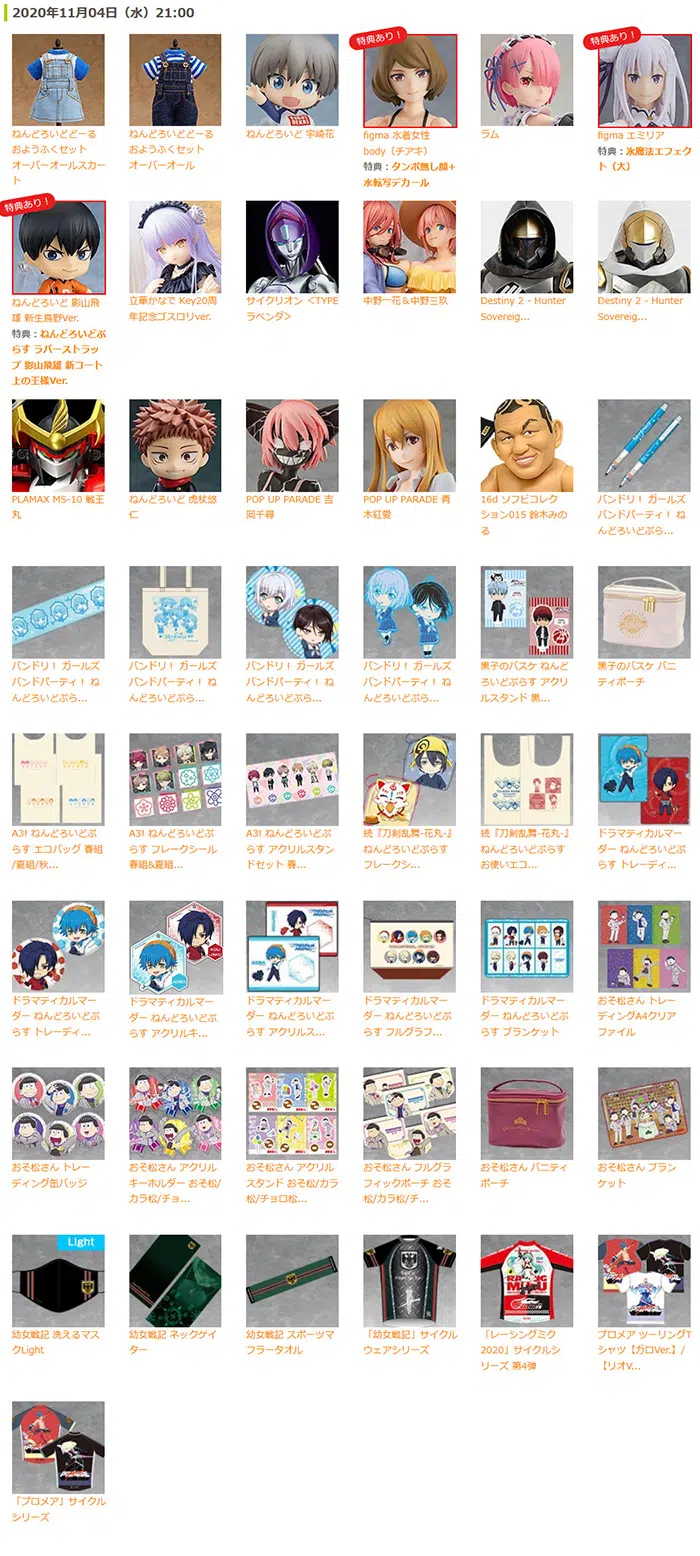 2020年11月04日（水）21:00
ねんどろいどどーる
おようふくセット
オーバーオールスカー
ト
ねんどろいどどーる
おようふくセット
オーバーオール
ねんどろいど 宇崎花
特典あり！
figma 水着女性
body（チアキ）
特典：タンポ無し顔+
水転写デカール
ラム
特典あり！
figma エミリア
特典：氷魔法エフェク
ト（大）
特典あり！
ねんどろいど 影山飛
雄 新生烏野Ver.
特典：ねんどろいどぷ
らす ラバーストラッ
プ 影山飛雄 新コート
上の王様Ver.
立華かなで Key20周
年記念ゴスロリver.
サイクリオン ＜TYPE
ラベンダ＞
中野一花＆中野三玖
Destiny 2 - Hunter
Sovereig...
Destiny 2 - Hunter
Sovereig...
PLAMAX MS-10 戦王
丸
ねんどろいど 虎杖悠
仁
POP UP PARADE 吉
岡千尋
POP UP PARADE 青
木紅愛
16d ソフビコレク
ション015 鈴木みの
る
バンドリ！ ガールズ
バンドパーティ！ ね
んどろいどぷら...
バンドリ！ ガールズ
バンドパーティ！ ね
んどろいどぷら...
バンドリ！ ガールズ
バンドパーティ！ ね
んどろいどぷら...
バンドリ！ ガールズ
バンドパーティ！ ね
んどろいどぷら...
バンドリ！ ガールズ
バンドパーティ！ ね
んどろいどぷら...
黒子のバスケ ねんど
ろいどぷらす アクリ
ルスタンド 黒...
黒子のバスケ バニ
ティポーチ
A3! ねんどろいどぷ
らす エコバッグ 春組
/夏組/秋...
A3! ねんどろいどぷ
らす フレークシール
春組&夏組...
A3! ねんどろいどぷ
らす アクリルスタン
ドセット 春...
続『刀剣乱舞-花丸-』
ねんどろいどぷらす
フレークシ...
続『刀剣乱舞-花丸-』
ねんどろいどぷらす
お使いエコ...
ドラマティカルマー
ダー ねんどろいどぷ
らす トレーディ...
ドラマティカルマー
ダー ねんどろいどぷ
らす トレーディ...
KOU
JAKU
AOBA
ドラマティカルマー
ダー ねんどろいどぷ
らす アクリルキ...
ドラマティカルマー
ダー ねんどろいどぷ
らす アクリルス...
ドラマティカルマー
ダー ねんどろいどぷ
らす フルグラフ...
ドラマティカルマー
ダー ねんどろいどぷ
らす ブランケット
おそ松さん トレー
ディングA4クリア
ファイル
おそ松さん トレー
ディング缶バッジ
おそ松さん アクリル
キーホルダー おそ松/
カラ松/チョ...
おそ松さん アクリル
スタンド おそ松/カラ
松/チョロ松...
おそ松さん フルグラ
フィックポーチ おそ
松/カラ松/チ...
おそ松さん バニティ
ポーチ
おそ松さん ブラン
ケット
Light
幼女戦記 洗えるマス
クLight
幼女戦記 ネックゲイ
ター
幼女戦記 スポーツマ
フラータオル
「幼女戦記」サイクル
ウェアシリーズ
RACING
MIKU
「レーシングミク
2020」サイクルシ
リーズ 第4弾
プロメア ツーリングT
シャツ【ガロVer.】/
【リオV...
「プロメア」サイクル
シリーズ